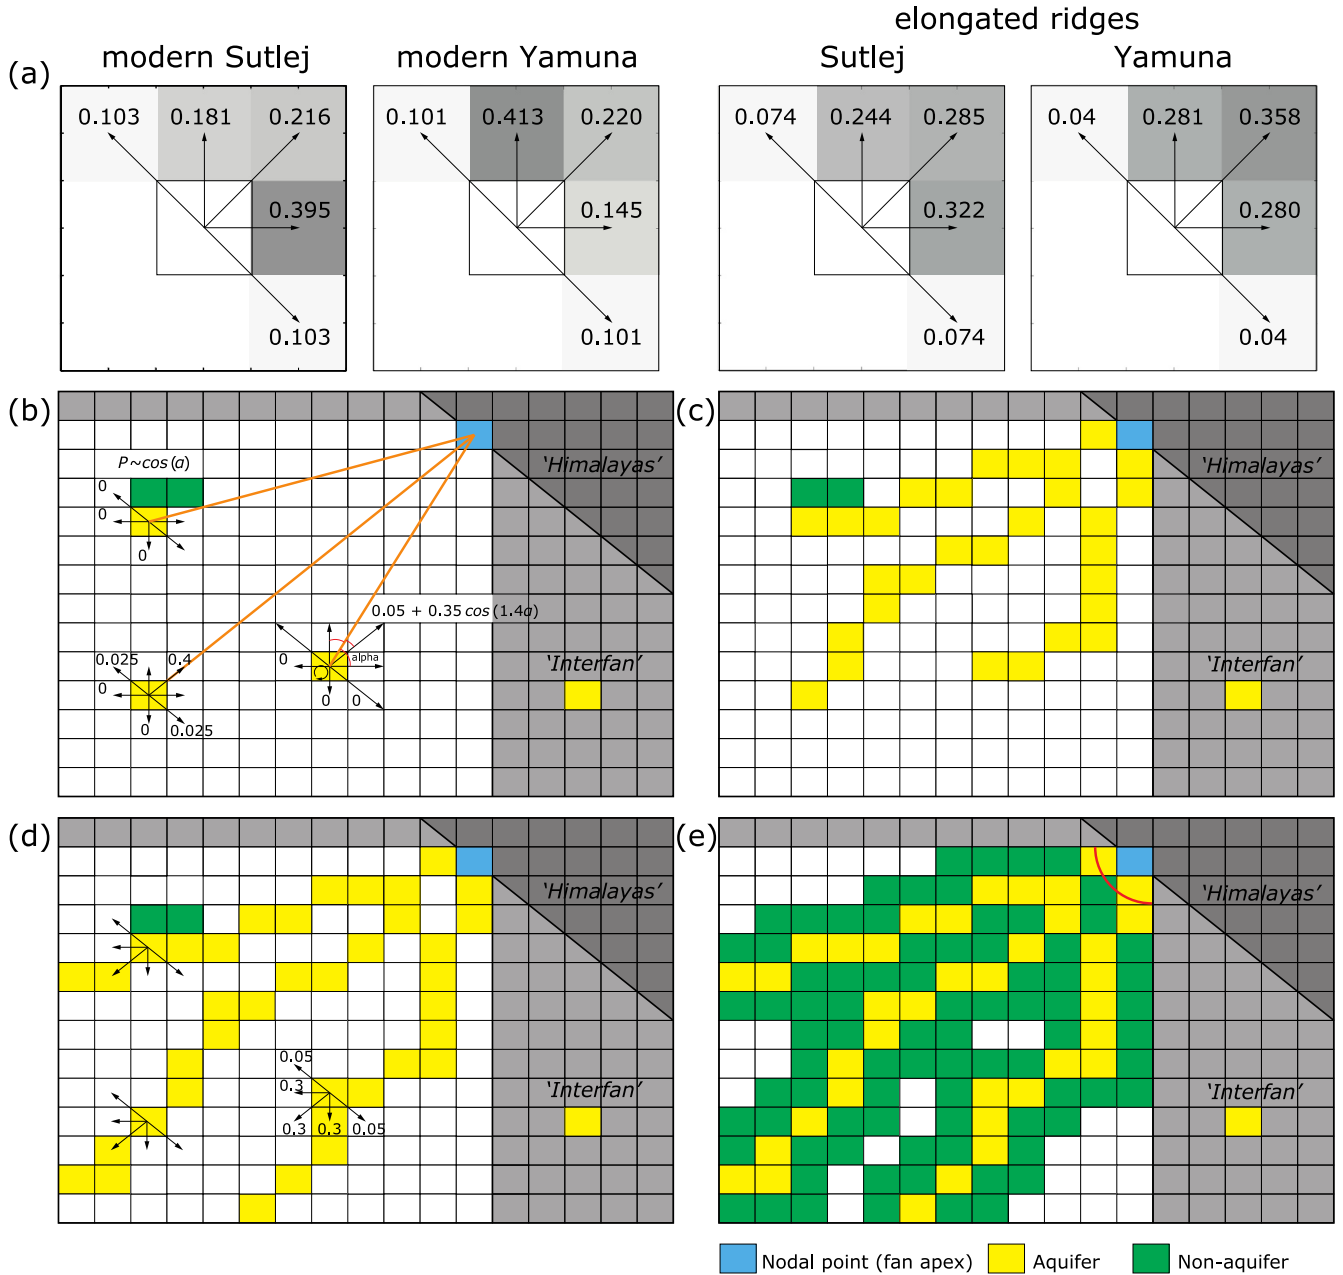 elongated ridges
modern Sutlej modern Yamuna Sutlej Yamuna
(a)
0.103 0.181 0.216 0.101 0.413 0.220 0.074 0.244 0.285 0.04 0.281 0.358
0.395 0.145 0.322 0.280
0.103 0.101 0.074 0.04
(b) (c)
P~cos(a) 'Himalayas' 'Himalayas'
0
0
0
0.05 + 0.35 cos(1.4a)
0.025 0.4 0 alpha 'Interfan' 'Interfan'
0
0 0
0 0.025
(d) (e)
'Himalayas' 'Himalayas'
0.05
0.3 'Interfan' 'Interfan'
0.3 0.3 0.05
Nodal point (fan apex) Aquifer Non-aquifer